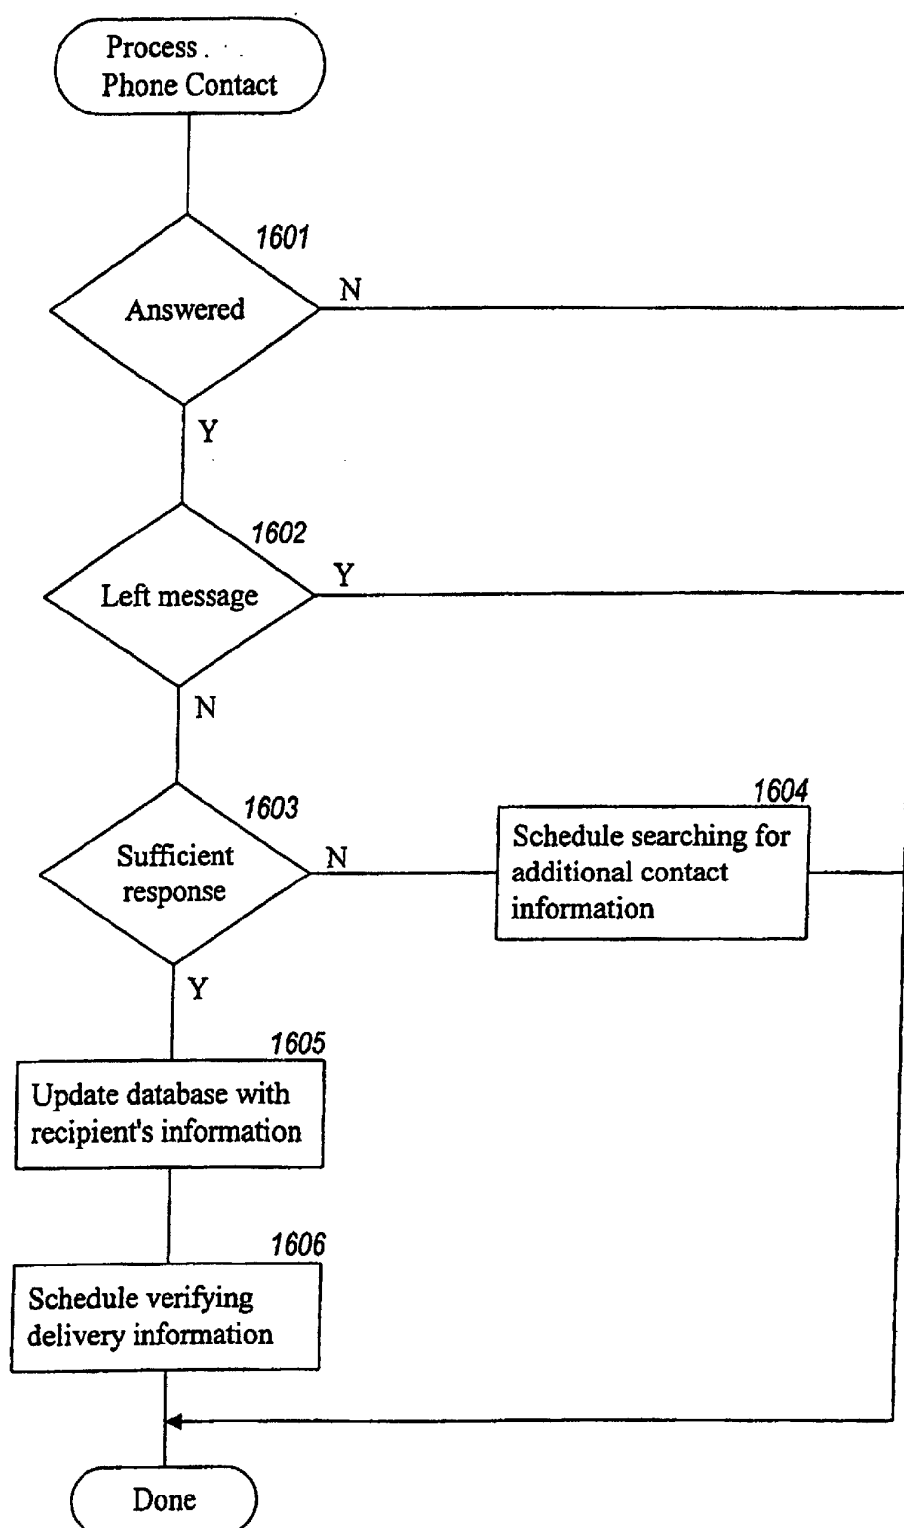 Process
Phone Contact
1601
Answered
N
Y
1602
Left message
Y
N
1603
Sufficient
response
N
1604
Schedule searching for
additional contact
information
Y
1605
Update database with
recipient's information
1606
Schedule verifying
delivery information
Done